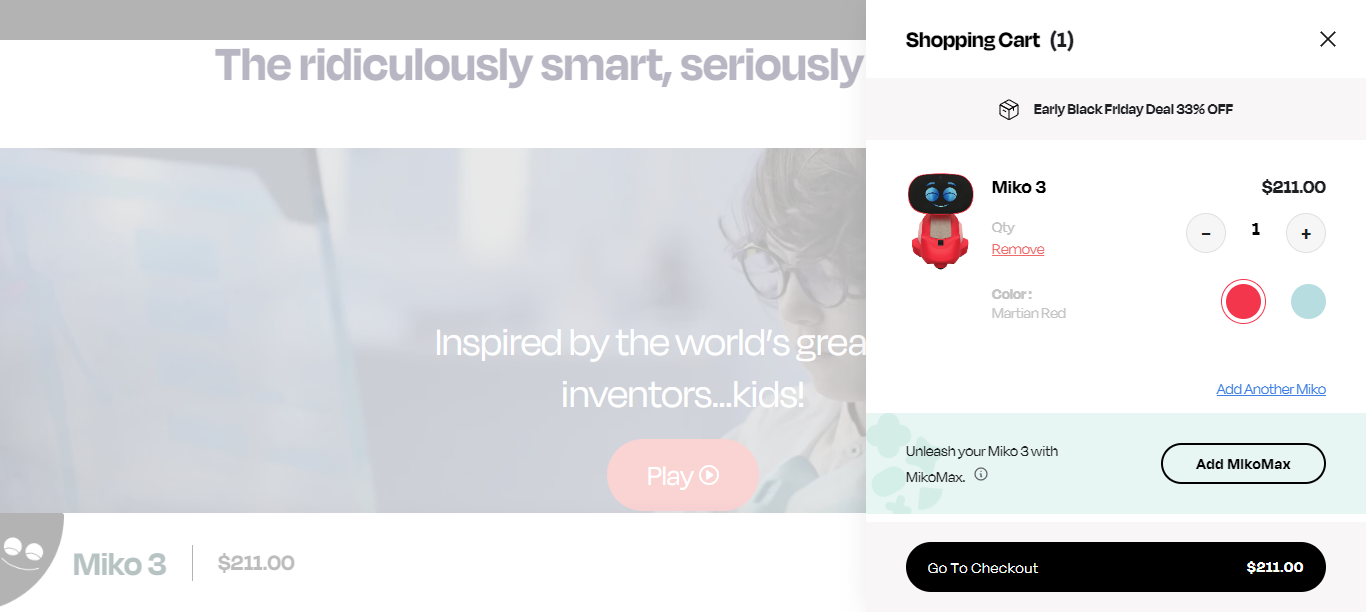 The ridiculously smart, seriously
Inspired by the world's grea
inventors...kids!
Play
Miko 3
$211.00
Shopping Cart (1)
Early Black Friday Deal 33% OFF
Miko 3
$211.00
Qty
− 1 +
Remove
Color :
Martian Red
Add Another Miko
Unleash your Miko 3 with
MikoMax.
Add MikoMax
Go To Checkout
$211.00